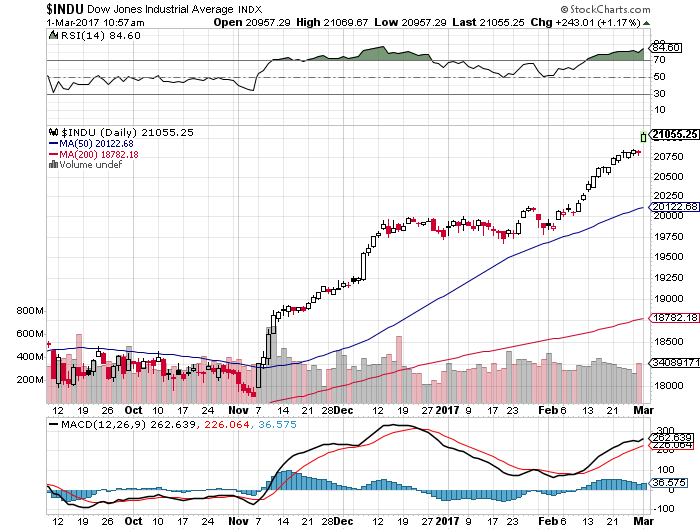 $INDU Dow Jones Industrial Average INDX © StockCharts.com
1-Mar-2017 10:57am Open 20957.29 High 21069.67 Low 20957.29 Last 21055.25 Chg +243.01 (+1.17%)
RSI(14) 84.60
90
84.60
70
50
30
10
$INDU (Daily) 21055.25
MA(50) 20122.68
MA(200) 18782.18
Volume undef
21055.25
20750
20500
20250
20122.68
20000
19750
19500
19250
19000
18782.18
18500
18250
18000
34089171
800M
600M
400M
200M
12 19 26 Oct 10 17 24 Nov 7 14 21 28 Dec 12 19 27 2017 9 17 23 Feb 6 13 21 Mar
MACD(12,26,9) 262.639, 226.064, 36.575
300
262.639
226.064
200
100
36.575
0
-100
12 19 26 Oct 10 17 24 Nov 7 14 21 28 Dec 12 19 27 2017 9 17 23 Feb 6 13 21 Mar